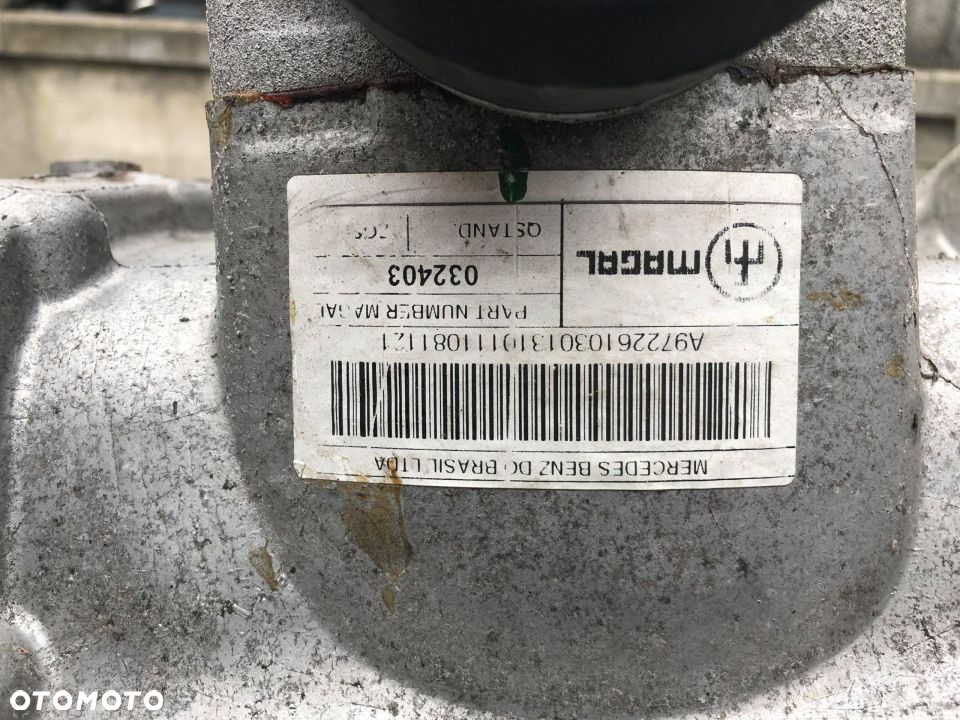 MERCEDES BENZ DO BRASIL LTDA
A9722610301310111081121
MAGAL
PART NUMBER MAGAL
032403
QSTAND.
OTOMOTO